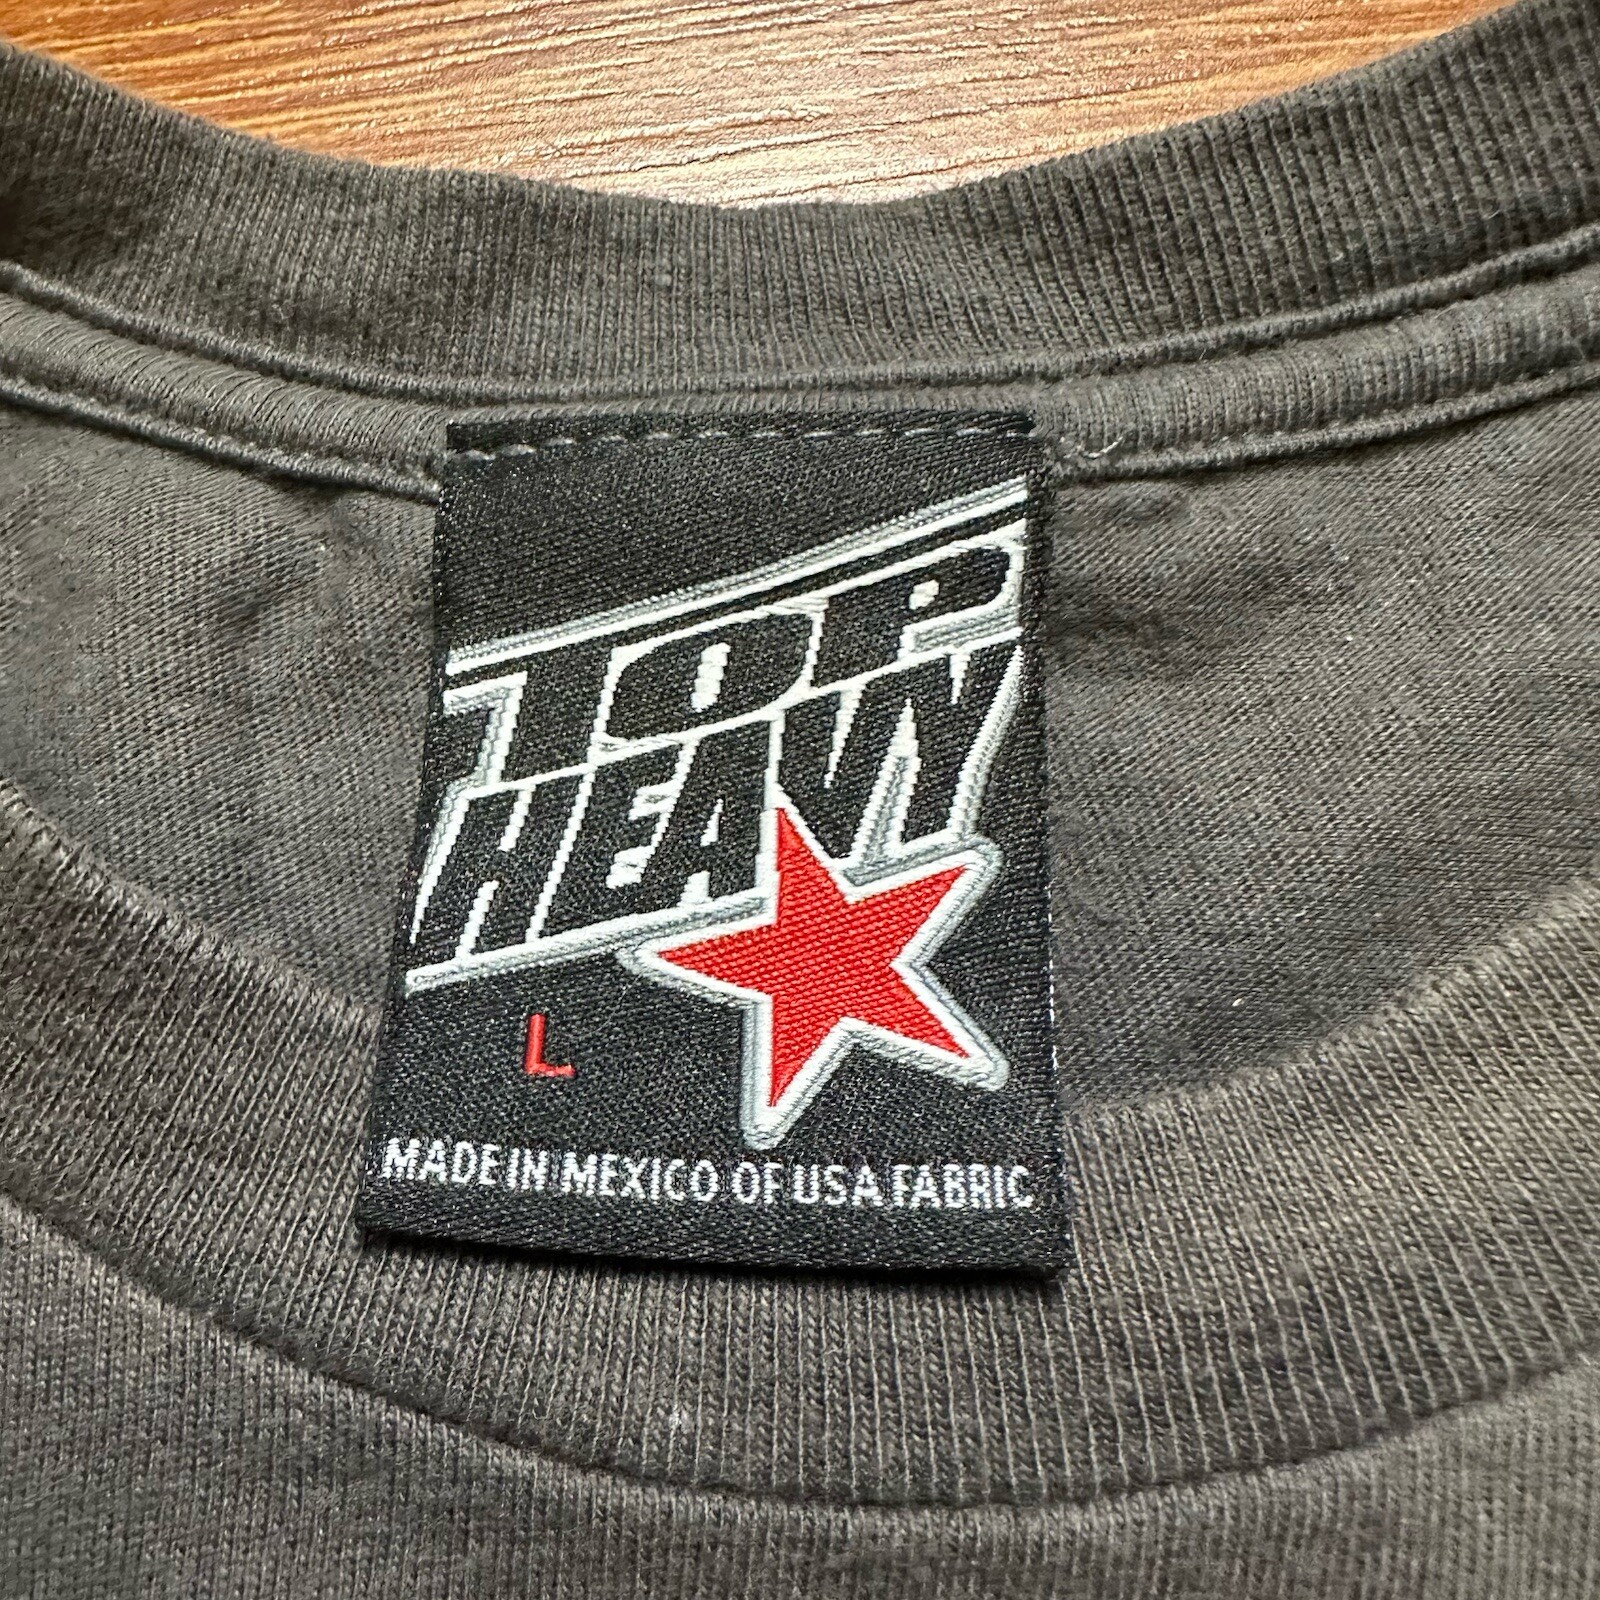 TOP
HEAVY
L
MADE IN MEXICO OF USA FABRIC